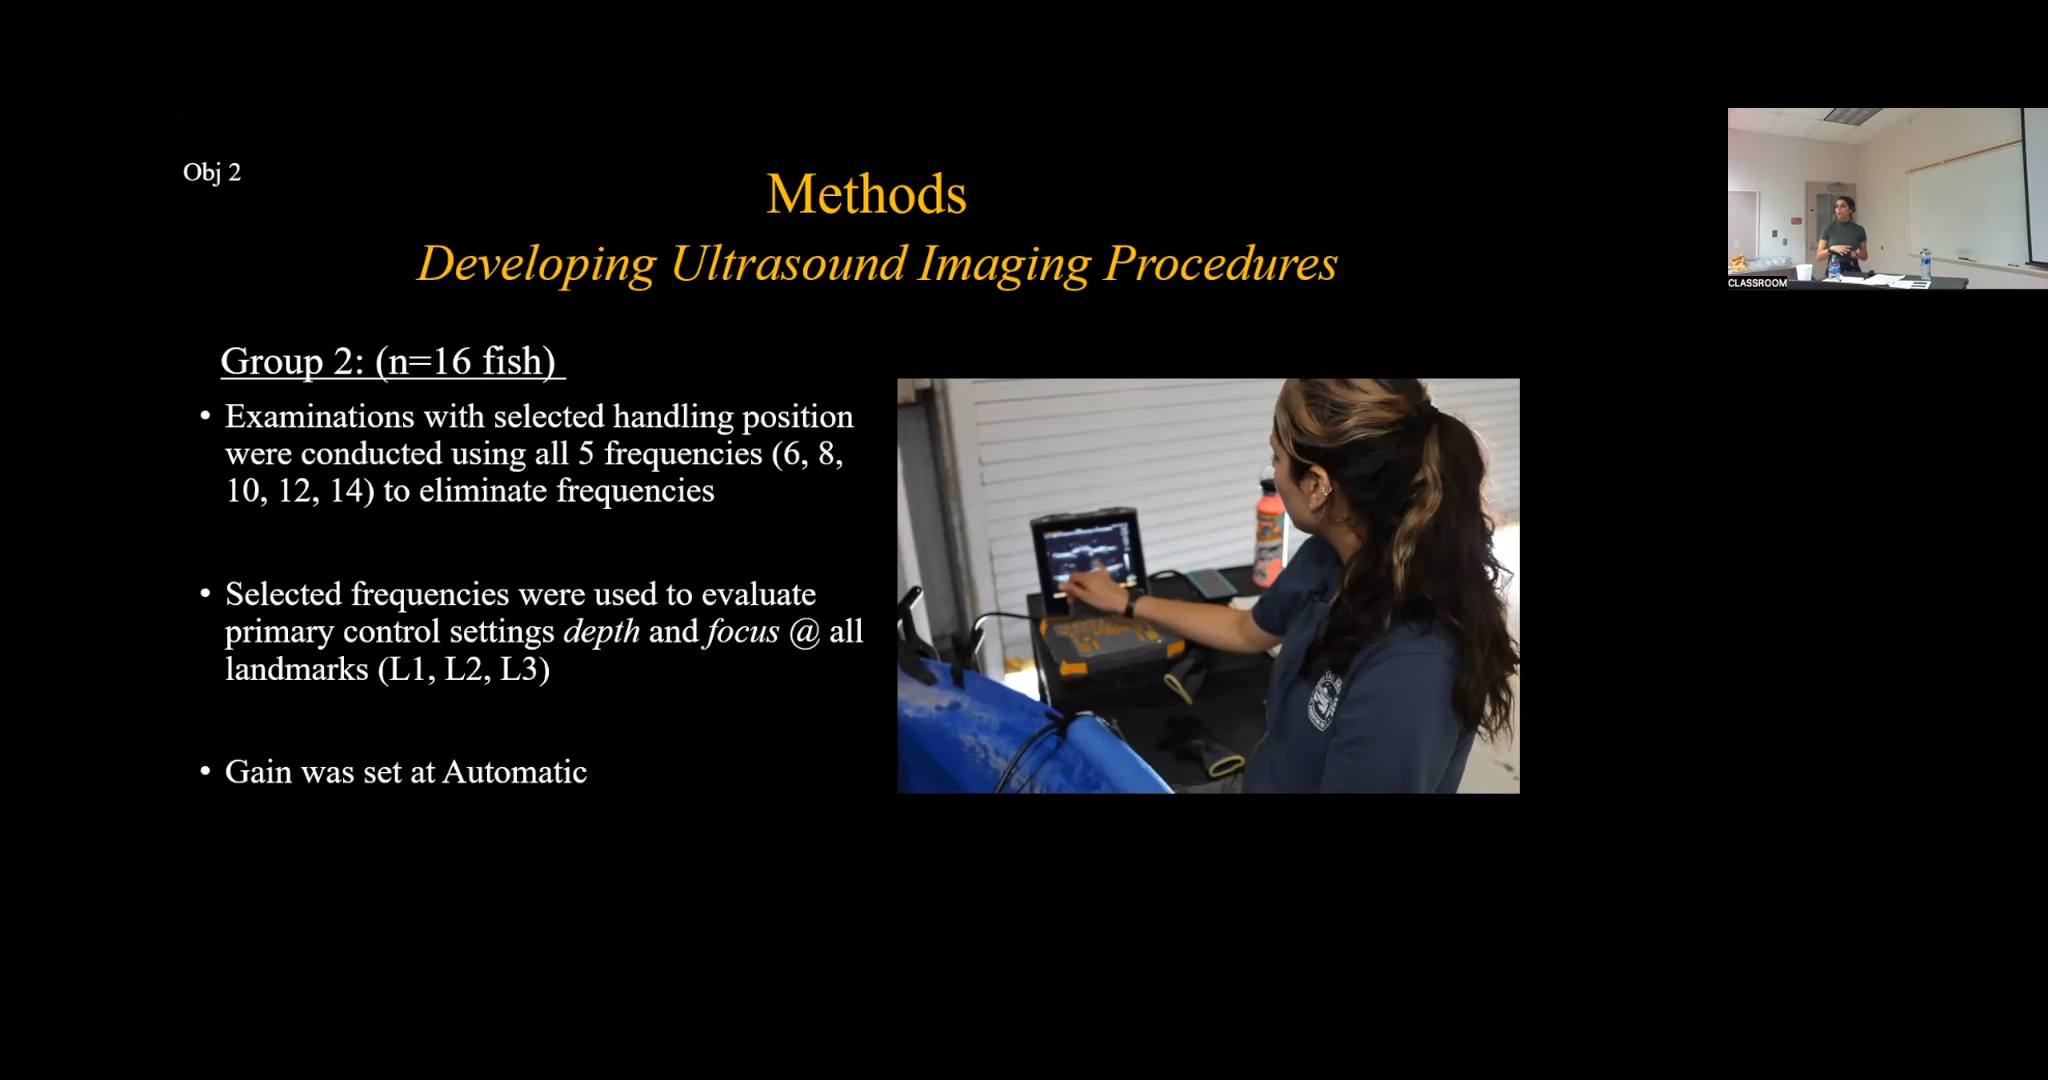 Obj 2
Methods
Developing Ultrasound Imaging Procedures
Group 2: (n=16 fish)
• Examinations with selected handling position
were conducted using all 5 frequencies (6, 8,
10, 12, 14) to eliminate frequencies
• Selected frequencies were used to evaluate
primary control settings depth and focus @ all
landmarks (L1, L2, L3)
• Gain was set at Automatic
CLASSROOM